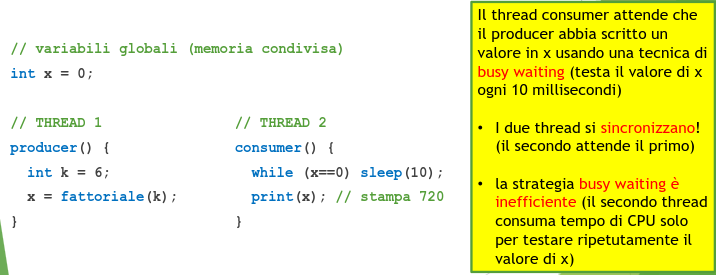 // variabili globali (memoria condivisa)
int x = 0;
// THREAD 1
producer() {
int k = 6;
x = fattoriale(k);
}
// THREAD 2
consumer() {
while (x==0) sleep(10);
print(x); // stampa 720
}
Il thread consumer attende che
il producer abbia scritto un
valore in x usando una tecnica di
busy waiting (testa il valore di x
ogni 10 millisecondi)
• I due thread si sincronizzano!
(il secondo attende il primo)
• la strategia busy waiting è
inefficiente (il secondo thread
consuma tempo di CPU solo
per testare ripetutamente il
valore di x)